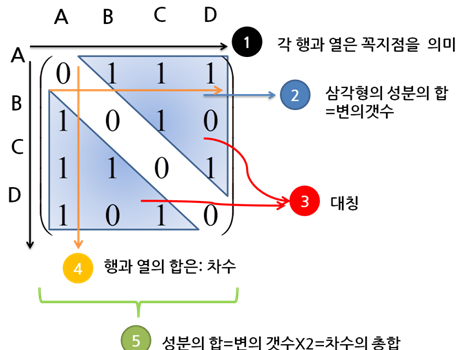 A B C D
1 각 행과 열은 꼭지점을 의미
A 0 1 1 1
B 1 0 1 0
C 1 1 0 1
D 1 0 1 0
2 삼각형의 성분의 합
=변의갯수
3 대칭
4 행과 열의 합은: 차수
5 성분의 합=변의 갯수X2=차수의 총합